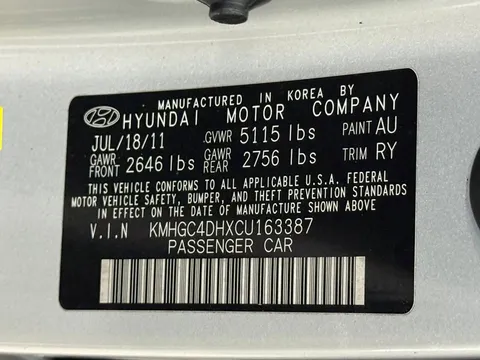 MANUFACTURED IN KOREA BY
HYUNDAI MOTOR COMPANY
JUL/18/11 GVWR 5115 lbs PAINT AU
GAWR FRONT 2646 lbs GAWR REAR 2756 lbs TRIM RY
THIS VEHICLE CONFORMS TO ALL APPLICABLE U.S.A. FEDERAL
MOTOR VEHICLE SAFETY, BUMPER, AND THEFT PREVENTION STANDARDS
IN EFFECT ON THE DATE OF MANUFACTURE SHOWN ABOVE.
V.I.N KMHGC4DHXCU163387
PASSENGER CAR